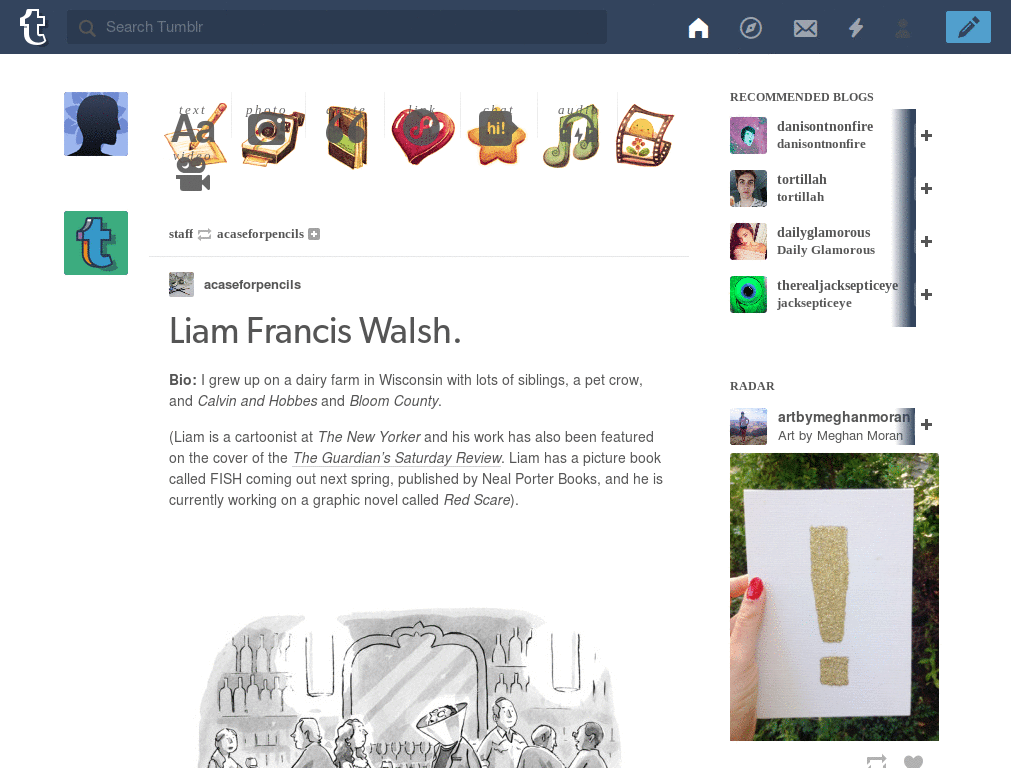 Search Tumblr
text photo quote link chat audio
Aa hi!
video
staff acaseforpencils
acaseforpencils
Liam Francis Walsh.
Bio: I grew up on a dairy farm in Wisconsin with lots of siblings, a pet crow,
and Calvin and Hobbes and Bloom County.
(Liam is a cartoonist at The New Yorker and his work has also been featured
on the cover of the The Guardian's Saturday Review. Liam has a picture book
called FISH coming out next spring, published by Neal Porter Books, and he is
currently working on a graphic novel called Red Scare).
RECOMMENDED BLOGS
danisontnonfire
danisontnonfire
tortillah
tortillah
dailyglamorous
Daily Glamorous
therealjacksepticeye
jacksepticeye
RADAR
artbymeghanmoran
Art by Meghan Moran
!